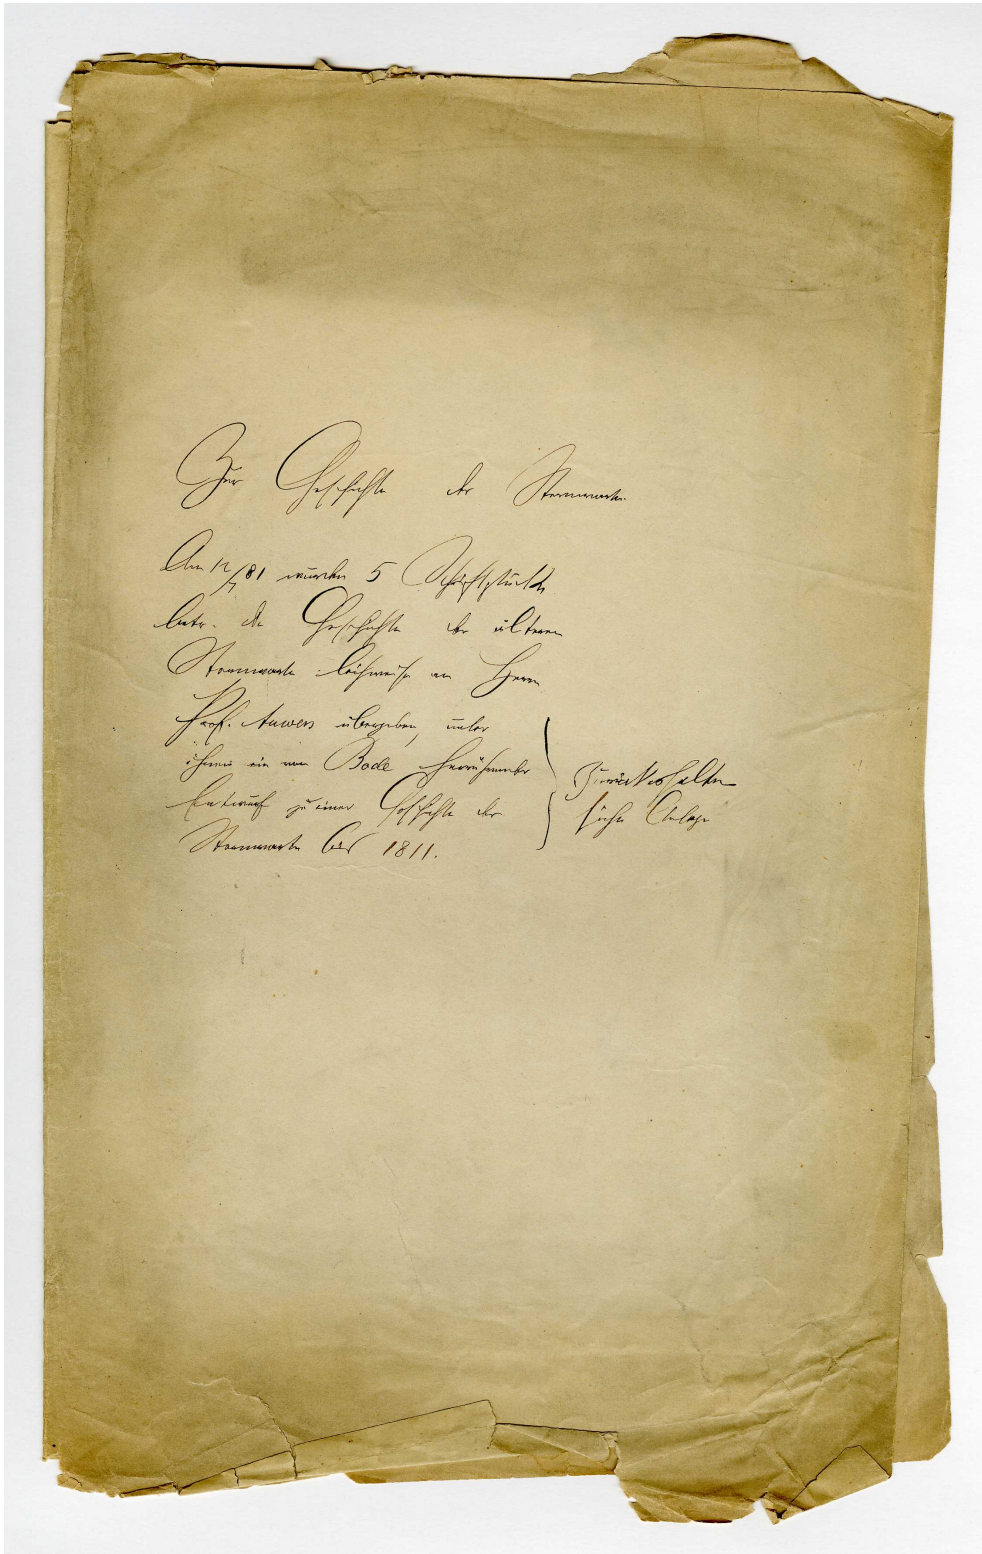 Zur Geschichte der Sternwarte
Am 12/7 81 wurden 5 Schriftstücke
betr. die Geschichte der älteren
Sternwarte leihweise an Herrn
Prof. Auwers übergeben, unter
ihnen ein von Bode herrührender
Entwurf zu einer Geschichte der
Sternwarte bis 1811.
Zurückerhalten
siehe Anlage